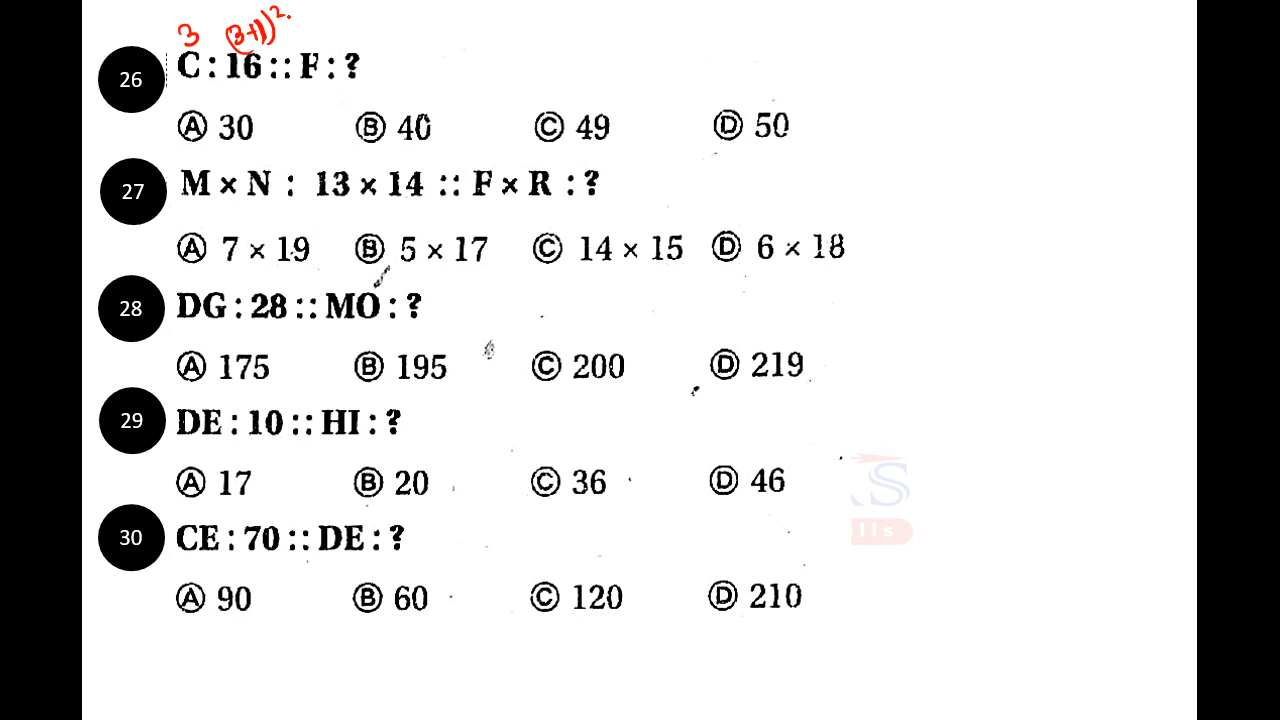 3 (3+1)².
26 C : 16 : : F : ?
Ⓐ 30 Ⓑ 40 Ⓒ 49 Ⓓ 50
27 M × N : 13 × 14 : : F × R : ?
Ⓐ 7 × 19 Ⓑ 5 × 17 Ⓒ 14 × 15 Ⓓ 6 × 18
28 DG : 28 : : MO : ?
Ⓐ 175 Ⓑ 195 Ⓒ 200 Ⓓ 219
29 DE : 10 : : HI : ?
Ⓐ 17 Ⓑ 20 Ⓒ 36 Ⓓ 46
S
lls
30 CE : 70 : : DE : ?
Ⓐ 90 Ⓑ 60 Ⓒ 120 Ⓓ 210